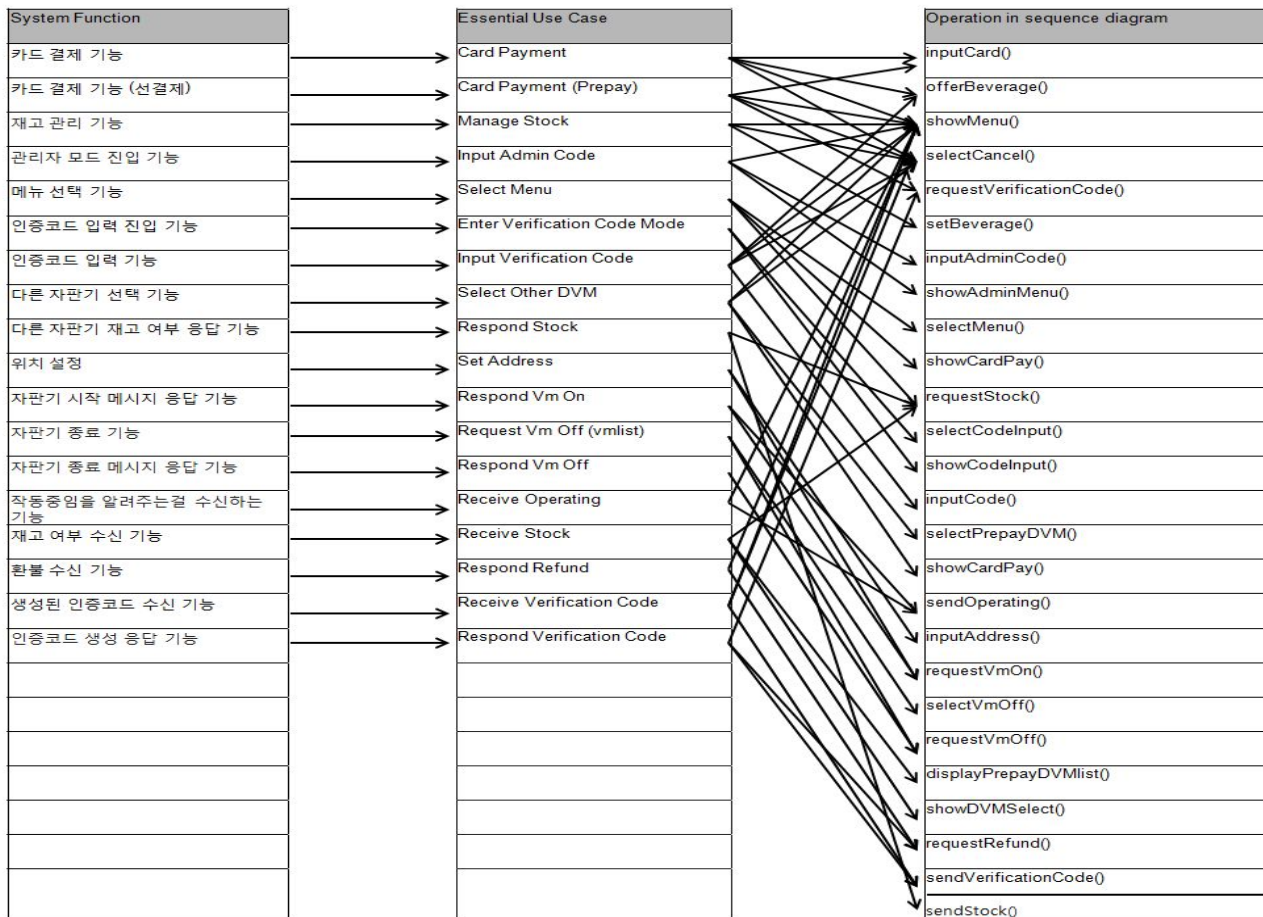 System Function
Essential Use Case
Operation in sequence diagram
카드 결제 기능
Card Payment
inputCard()
카드 결제 기능 (선결제)
Card Payment (Prepay)
offerBeverage()
재고 관리 기능
Manage Stock
showMenu()
관리자 모드 진입 기능
Input Admin Code
selectCancel()
메뉴 선택 기능
Select Menu
requestVerificationCode()
인증코드 입력 진입 기능
Enter Verification Code Mode
setBeverage()
인증코드 입력 기능
Input Verification Code
inputAdminCode()
다른 자판기 선택 기능
Select Other DVM
showAdminMenu()
다른 자판기 재고 여부 응답 기능
Respond Stock
selectMenu()
위치 설정
Set Address
showCardPay()
자판기 시작 메시지 응답 기능
Respond Vm On
requestStock()
자판기 종료 기능
Request Vm Off (vmlist)
selectCodeInput()
자판기 종료 메시지 응답 기능
Respond Vm Off
showCodeInput()
작동중임을 알려주는걸 수신하는
기능
Receive Operating
inputCode()
재고 여부 수신 기능
Receive Stock
selectPrepayDVM()
환불 수신 기능
Respond Refund
showCardPay()
생성된 인증코드 수신 기능
Receive Verification Code
sendOperating()
인증코드 생성 응답 기능
Respond Verification Code
inputAddress()
requestVmOn()
selectVmOff()
requestVmOff()
displayPrepayDVMlist()
showDVMSelect()
requestRefund()
sendVerificationCode()
sendStock()